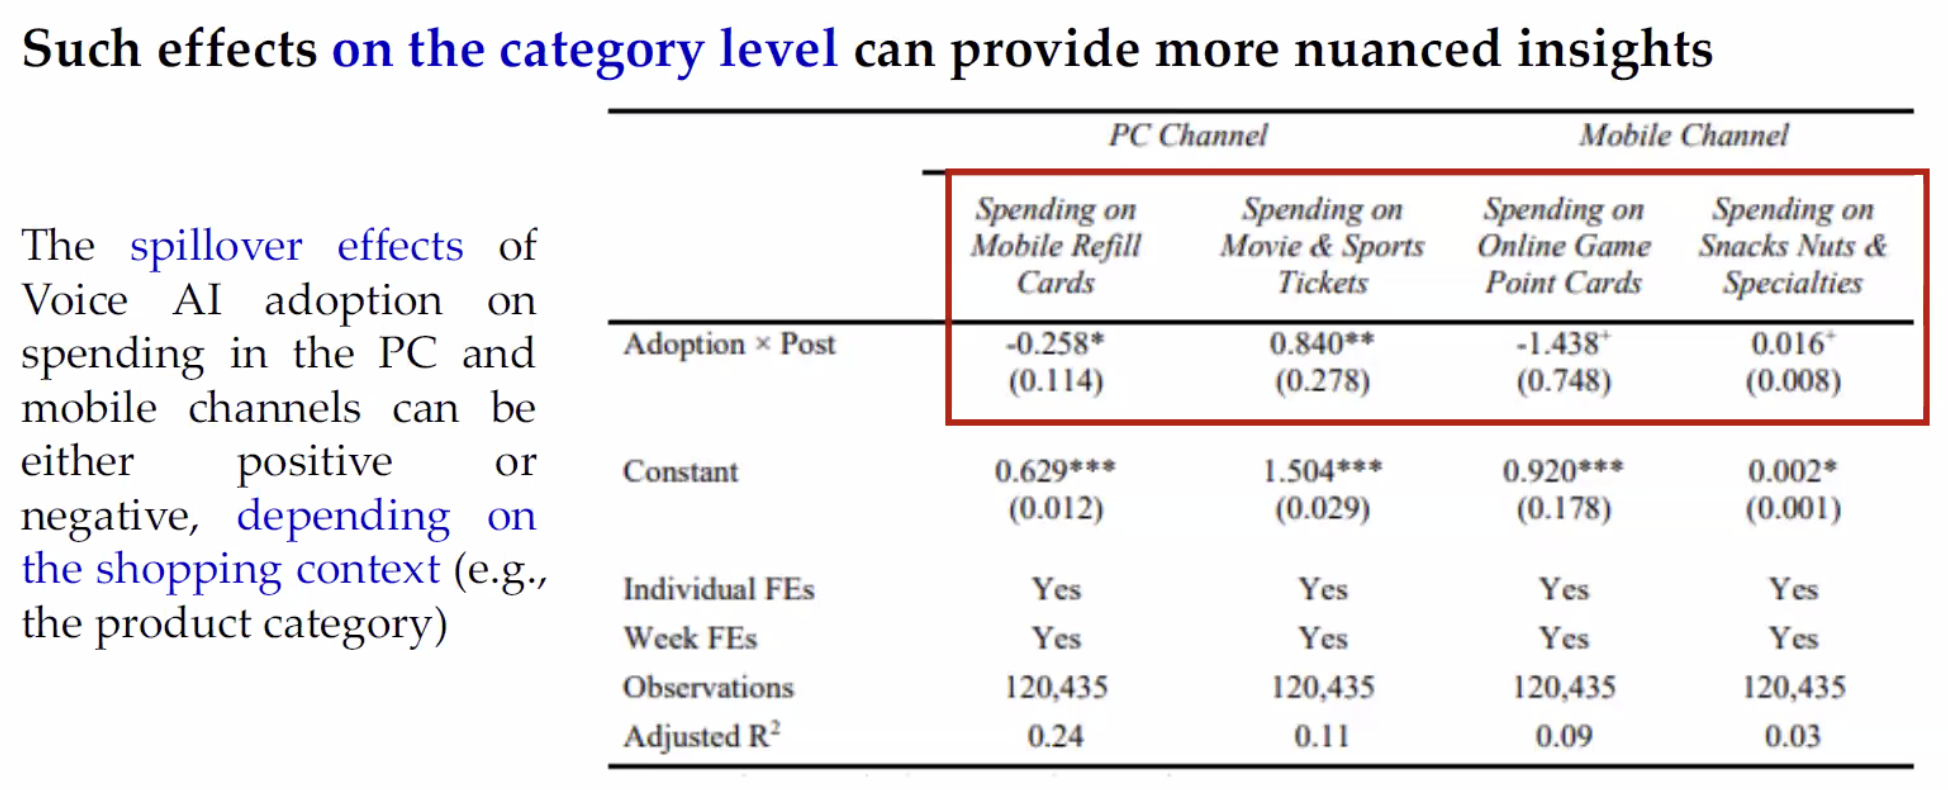 Such effects on the category level can provide more nuanced insights
The spillover effects of
Voice AI adoption on
spending in the PC and
mobile channels can be
either positive or
negative, depending on
the shopping context (e.g.,
the product category)
PC Channel Mobile Channel
Spending on Spending on Spending on Spending on
Mobile Refill Movie & Sports Online Game Snacks Nuts &
Cards Tickets Point Cards Specialties
Adoption × Post -0.258* 0.840** -1.438⁺ 0.016⁺
(0.114) (0.278) (0.748) (0.008)
Constant 0.629*** 1.504*** 0.920*** 0.002*
(0.012) (0.029) (0.178) (0.001)
Individual FEs Yes Yes Yes Yes
Week FEs Yes Yes Yes Yes
Observations 120,435 120,435 120,435 120,435
Adjusted R² 0.24 0.11 0.09 0.03